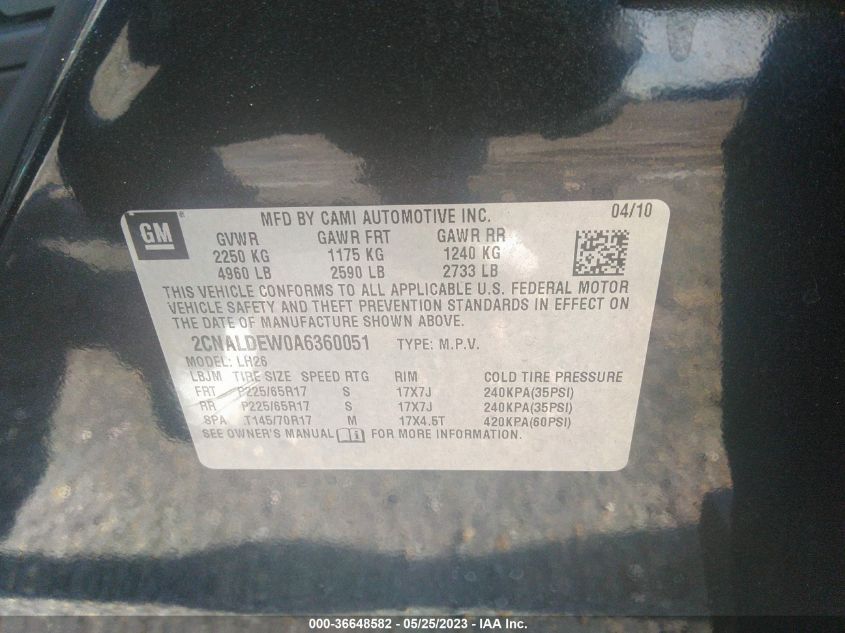 GM ® MFD BY CAMI AUTOMOTIVE INC. 04/10
GVWR GAWR FRT GAWR RR
2250 KG 1175 KG 1240 KG
4960 LB 2590 LB 2733 LB
THIS VEHICLE CONFORMS TO ALL APPLICABLE U.S. FEDERAL MOTOR
VEHICLE SAFETY AND THEFT PREVENTION STANDARDS IN EFFECT ON
THE DATE OF MANUFACTURE SHOWN ABOVE.
2CNALDEW0A6360051 TYPE: M.P.V.
MODEL: LH26
LBJM TIRE SIZE SPEED RTG RIM COLD TIRE PRESSURE
FRT P225/65R17 S 17X7J 240KPA(35PSI)
RR P225/65R17 S 17X7J 240KPA(35PSI)
SPA T145/70R17 M 17X4.5T 420KPA(60PSI)
SEE OWNER'S MANUAL FOR MORE INFORMATION.
000-36648582 — 05/25/2023 — IAA Inc.